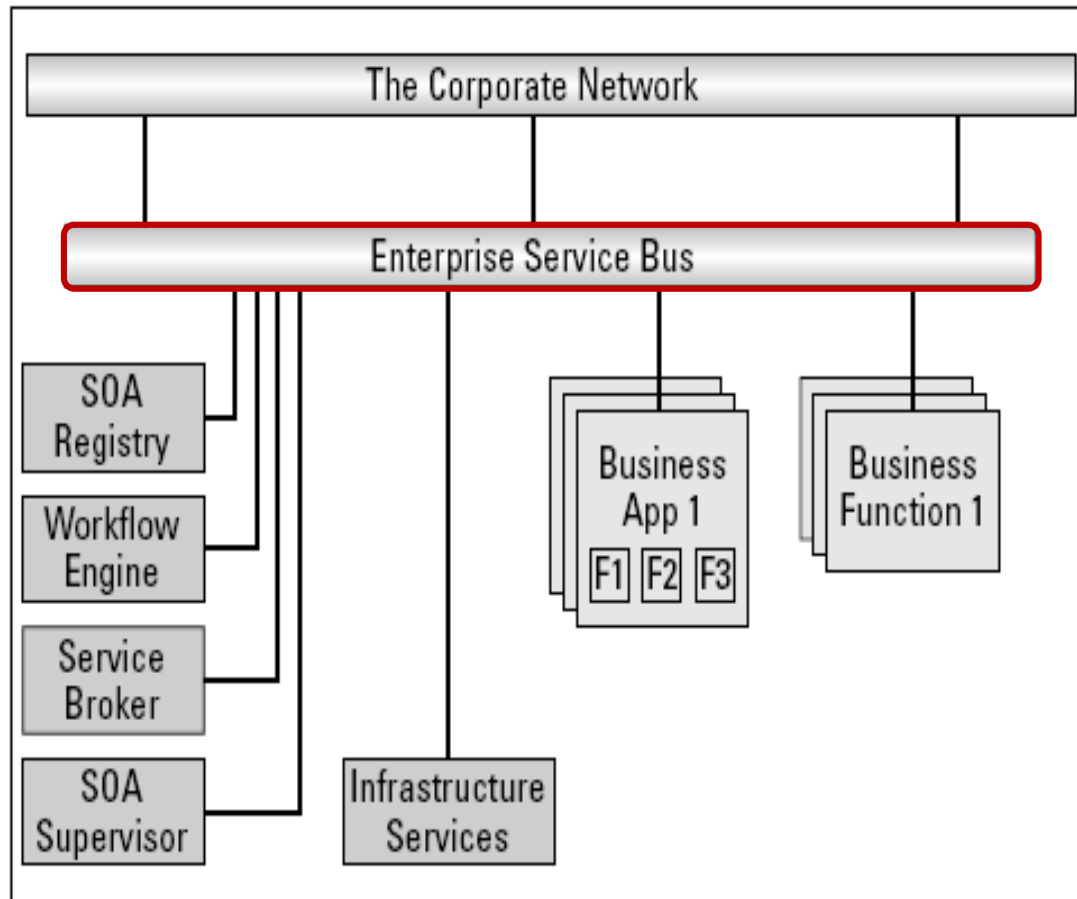 The Corporate Network
Enterprise Service Bus
SOA
Registry
Workflow
Engine
Service
Broker
SOA
Supervisor
Infrastructure
Services
Business
App 1
F1 F2 F3
Business
Function 1